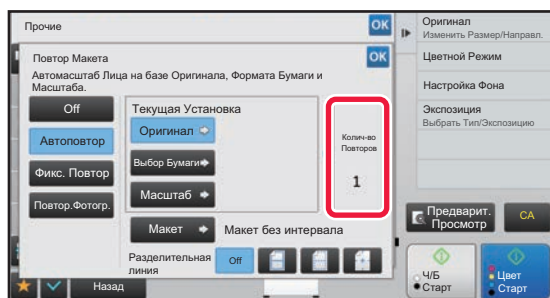 Прочие
OK
Повтор Макета
OK
Автомасштаб Лица на базе Оригинала, Формата Бумаги и
Масштаба.
Off
Автоповтор
Фикс. Повтор
Повтор.Фотогр.
Текущая Установка
Оригинал
Выбор Бумаги
Масштаб
Колич-во
Повторов
1
Макет
Макет без интервала
Разделительная
линия
Off
Назад
Оригинал
Изменить Размер/Направл.
Цветной Режим
Настройка Фона
Экспозиция
Выбрать Тип/Экспозицию
Предварит.
Просмотр
CA
Ч/Б
Старт
Цвет
Старт